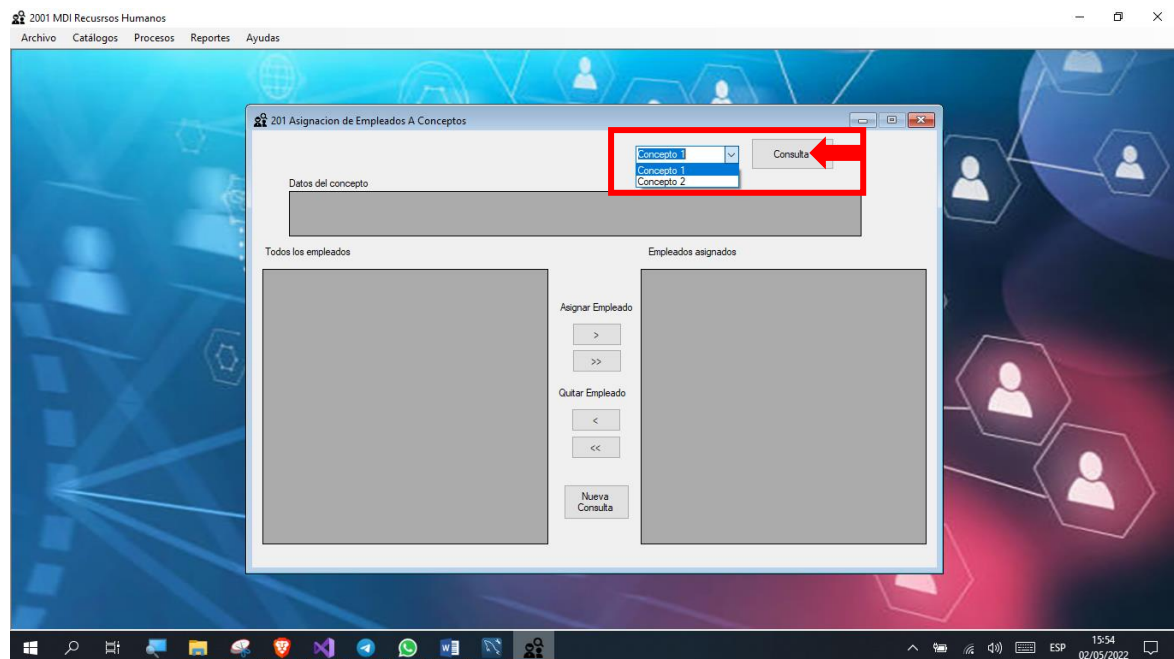 2001 MDI Recusrsos Humanos
Archivo Catálogos Procesos Reportes Ayudas
201 Asignacion de Empleados A Conceptos
Concepto 1
Consulta
Concepto 1
Concepto 2
Datos del concepto
Todos los empleados
Empleados asignados
Asignar Empleado
>
>>
Quitar Empleado
<
<<
Nueva
Consulta
ESP
15:54
02/05/2022